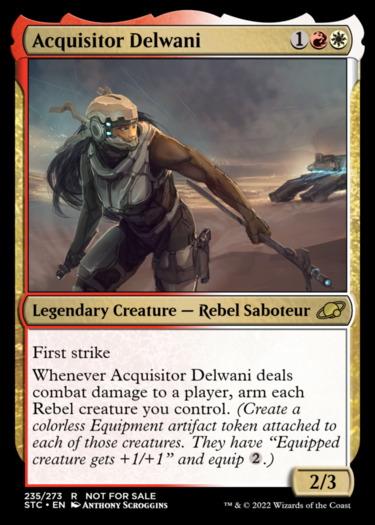 Acquisitor Delwani 1
Legendary Creature — Rebel Saboteur
First strike
Whenever Acquisitor Delwani deals
combat damage to a player, arm each
Rebel creature you control. (Create a
colorless Equipment artifact token attached to
each of those creatures. They have “Equipped
creature gets +1/+1” and equip 2.)
2/3
235/273 R NOT FOR SALE
STC • EN Anthony Scroggins
™ & © 2022 Wizards of the Coast